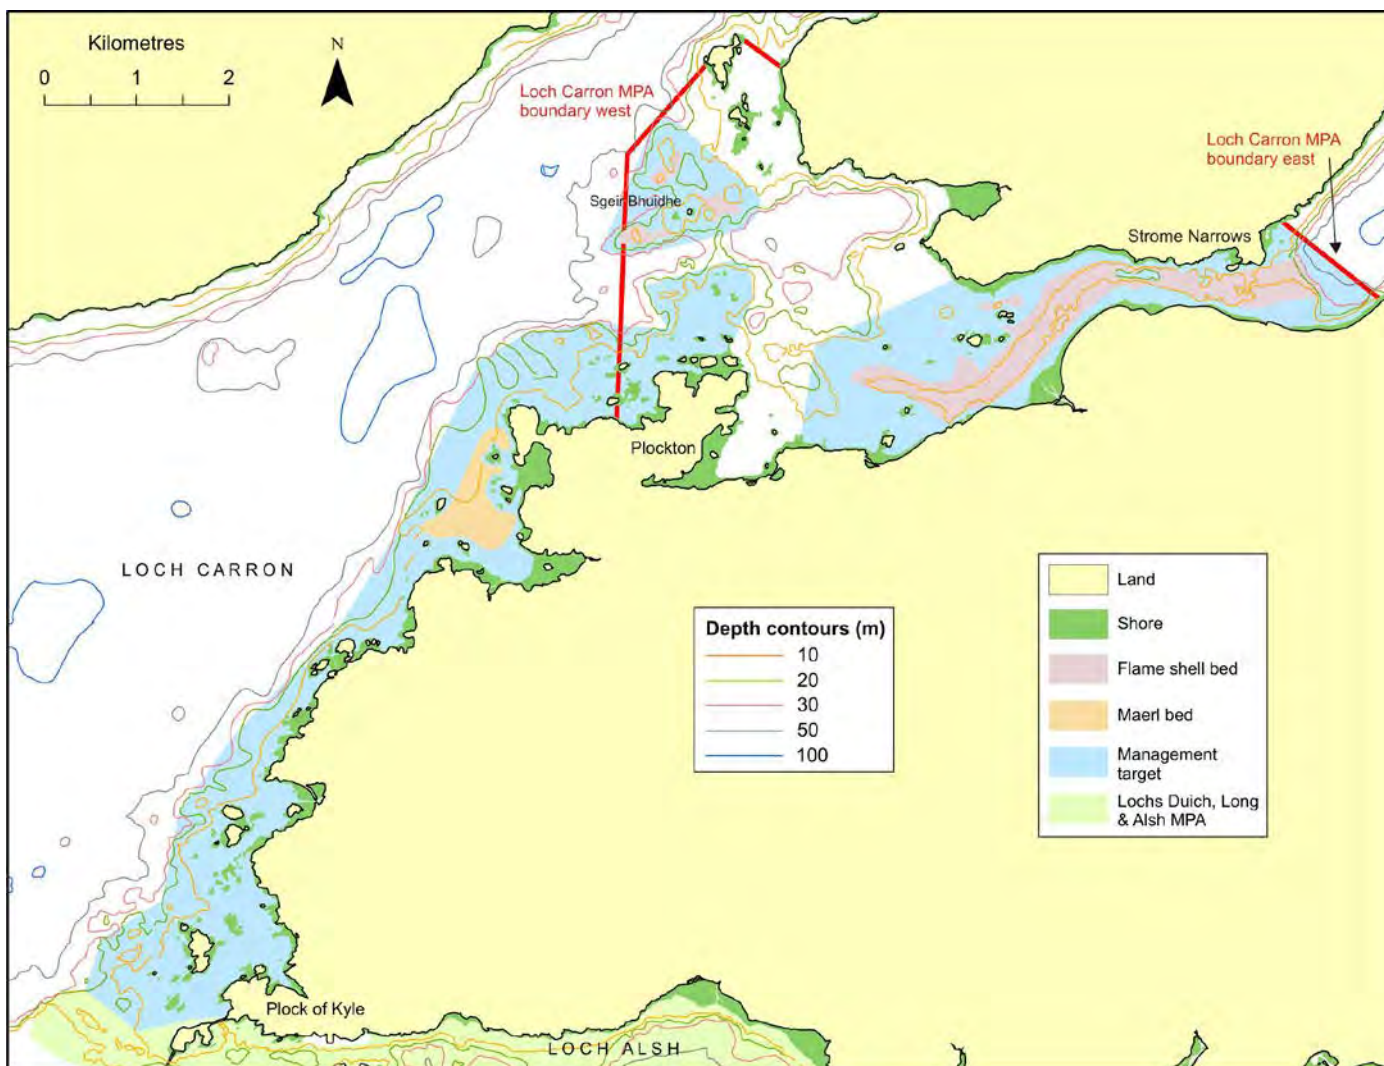 Kilometres
0 1 2
N
Loch Carron MPA
boundary west
Loch Carron MPA
boundary east
Sgeir Bhuidhe
Strome Narrows
Plockton
LOCH CARRON
Depth contours (m)
10
20
30
50
100
Land
Shore
Flame shell bed
Maerl bed
Management
target
Lochs Duich, Long
& Alsh MPA
Plock of Kyle
LOCH ALSH